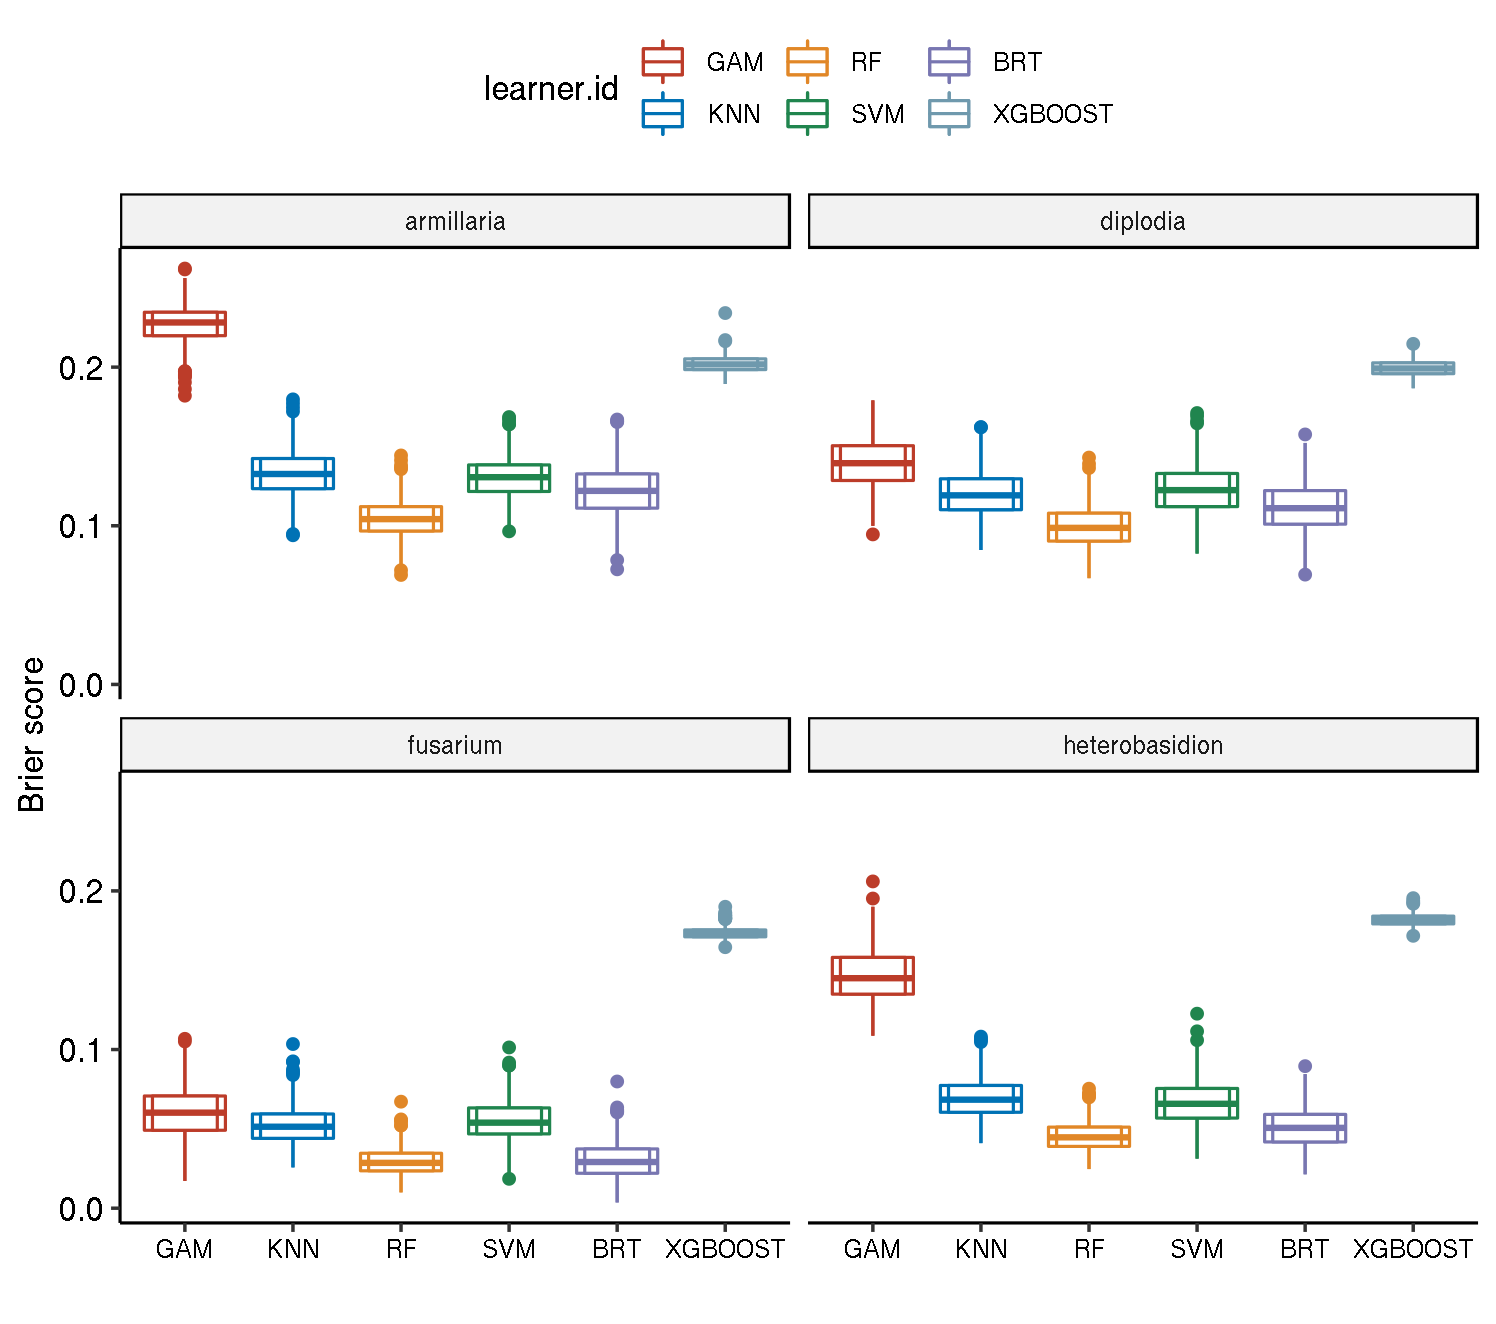 learner.id
GAM RF BRT
KNN SVM XGBOOST
armillaria diplodia
0.2
0.1
0.0
Brier score
fusarium heterobasidion
0.2
0.1
0.0
GAM KNN RF SVM BRT XGBOOST GAM KNN RF SVM BRT XGBOOST